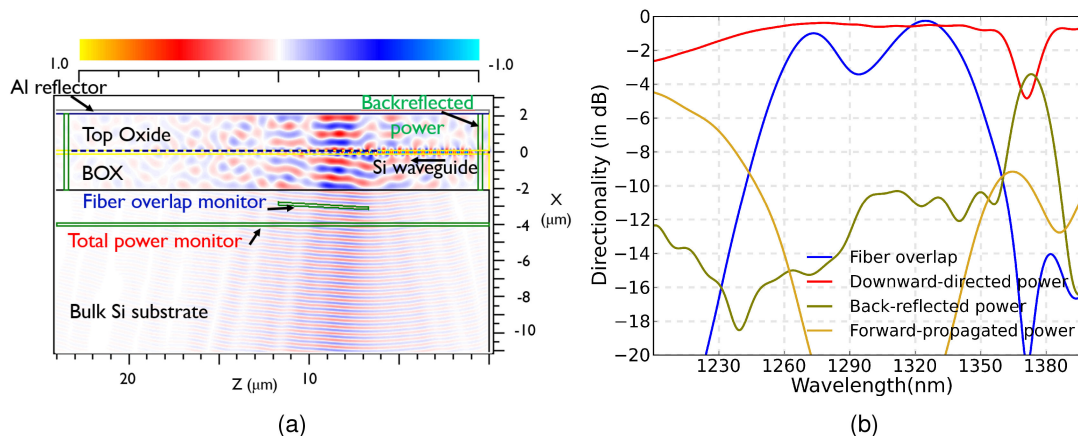 1.0
-1.0
Al reflector
Backreflected
power
Top Oxide
Si waveguide
BOX
Fiber overlap monitor
Total power monitor
Bulk Si substrate
2
0
-2
-4
-6
-8
-10
X
(μm)
20
10
Z (μm)
(a)
0
−2
−4
−6
−8
−10
−12
−14
−16
−18
−20
Directionality (in dB)
Fiber overlap
Downward-directed power
Back-reflected power
Forward-propagated power
1230
1260
1290
1320
1350
1380
Wavelength(nm)
(b)